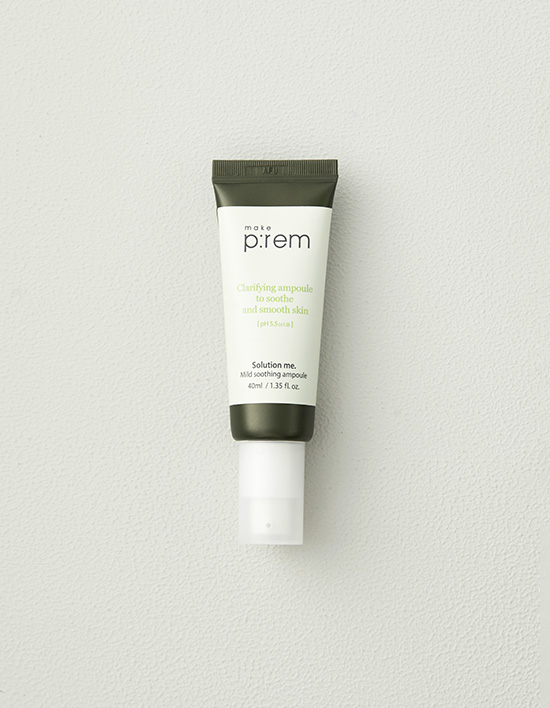 make
p:rem
Clarifying ampoule
to soothe
and smooth skin
Solution me.
Mild soothing ampoule
40ml / 1.35 fl. oz.